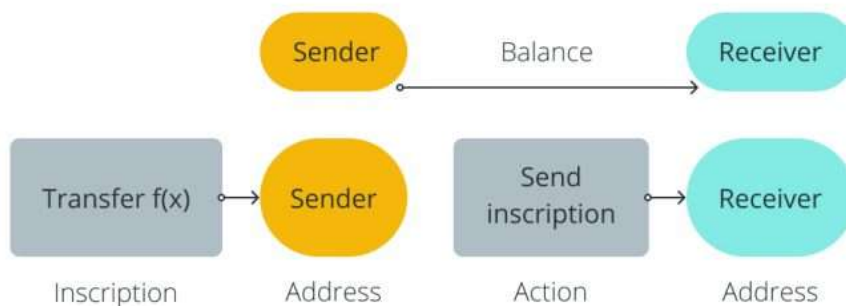 Sender
Balance
Receiver
Transfer f(x)
Sender
Send
inscription
Receiver
Inscription
Address
Action
Address